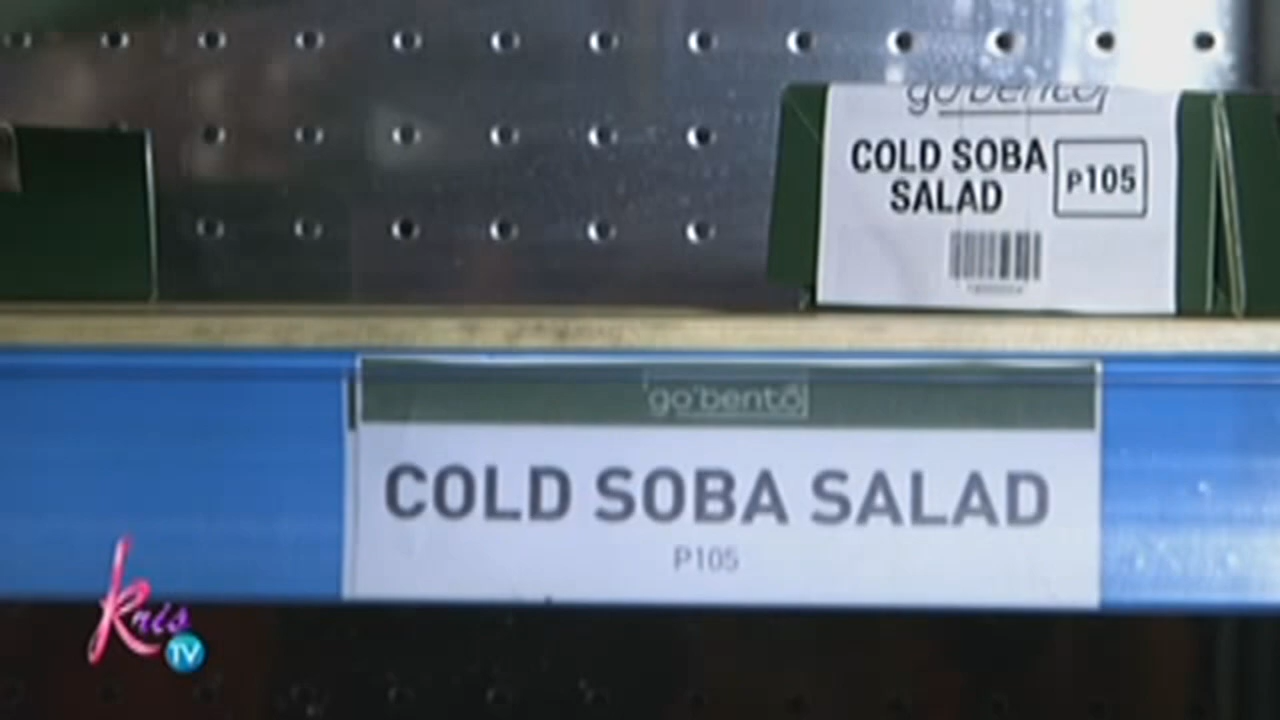 go'bento
COLD SOBA
SALAD
P105
go'bento
COLD SOBA SALAD
P105
Kris
TV